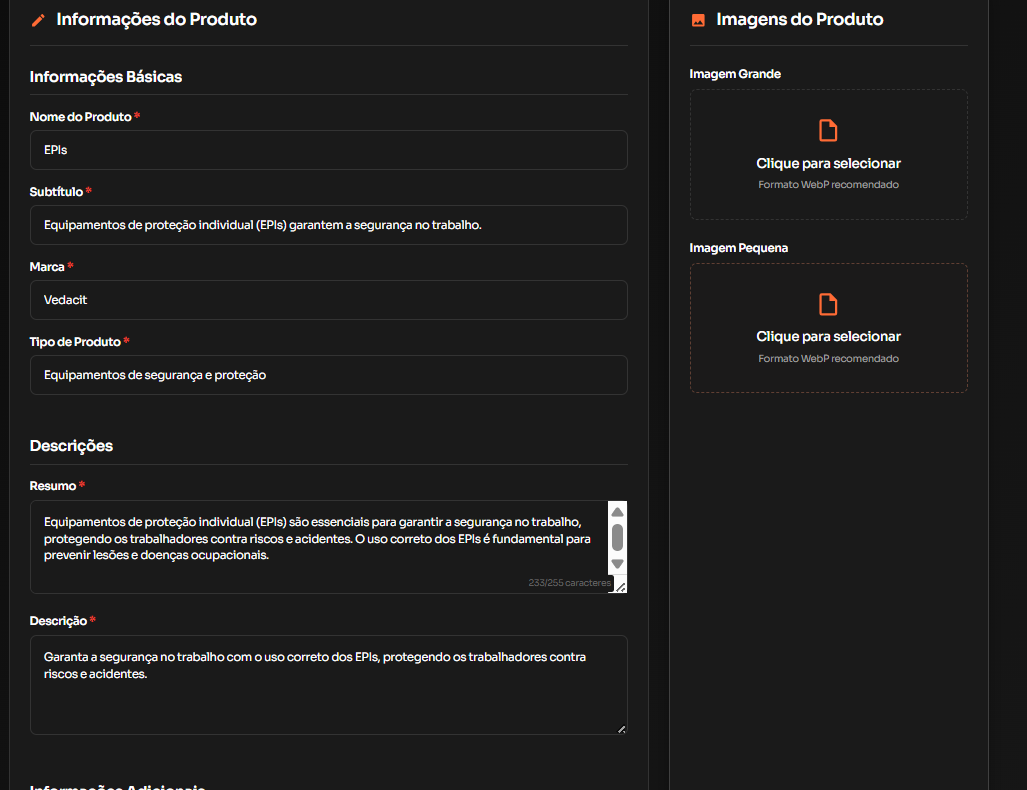 Informações do Produto
Informações Básicas
Nome do Produto *
EPIs
Subtítulo *
Equipamentos de proteção individual (EPIs) garantem a segurança no trabalho.
Marca *
Vedacit
Tipo de Produto *
Equipamentos de segurança e proteção
Descrições
Resumo *
Equipamentos de proteção individual (EPIs) são essenciais para garantir a segurança no trabalho,
protegendo os trabalhadores contra riscos e acidentes. O uso correto dos EPIs é fundamental para
prevenir lesões e doenças ocupacionais.
233/255 caracteres
Descrição *
Garanta a segurança no trabalho com o uso correto dos EPIs, protegendo os trabalhadores contra
riscos e acidentes.
Informações Adicionais
Imagens do Produto
Imagem Grande
Clique para selecionar
Formato WebP recomendado
Imagem Pequena
Clique para selecionar
Formato WebP recomendado